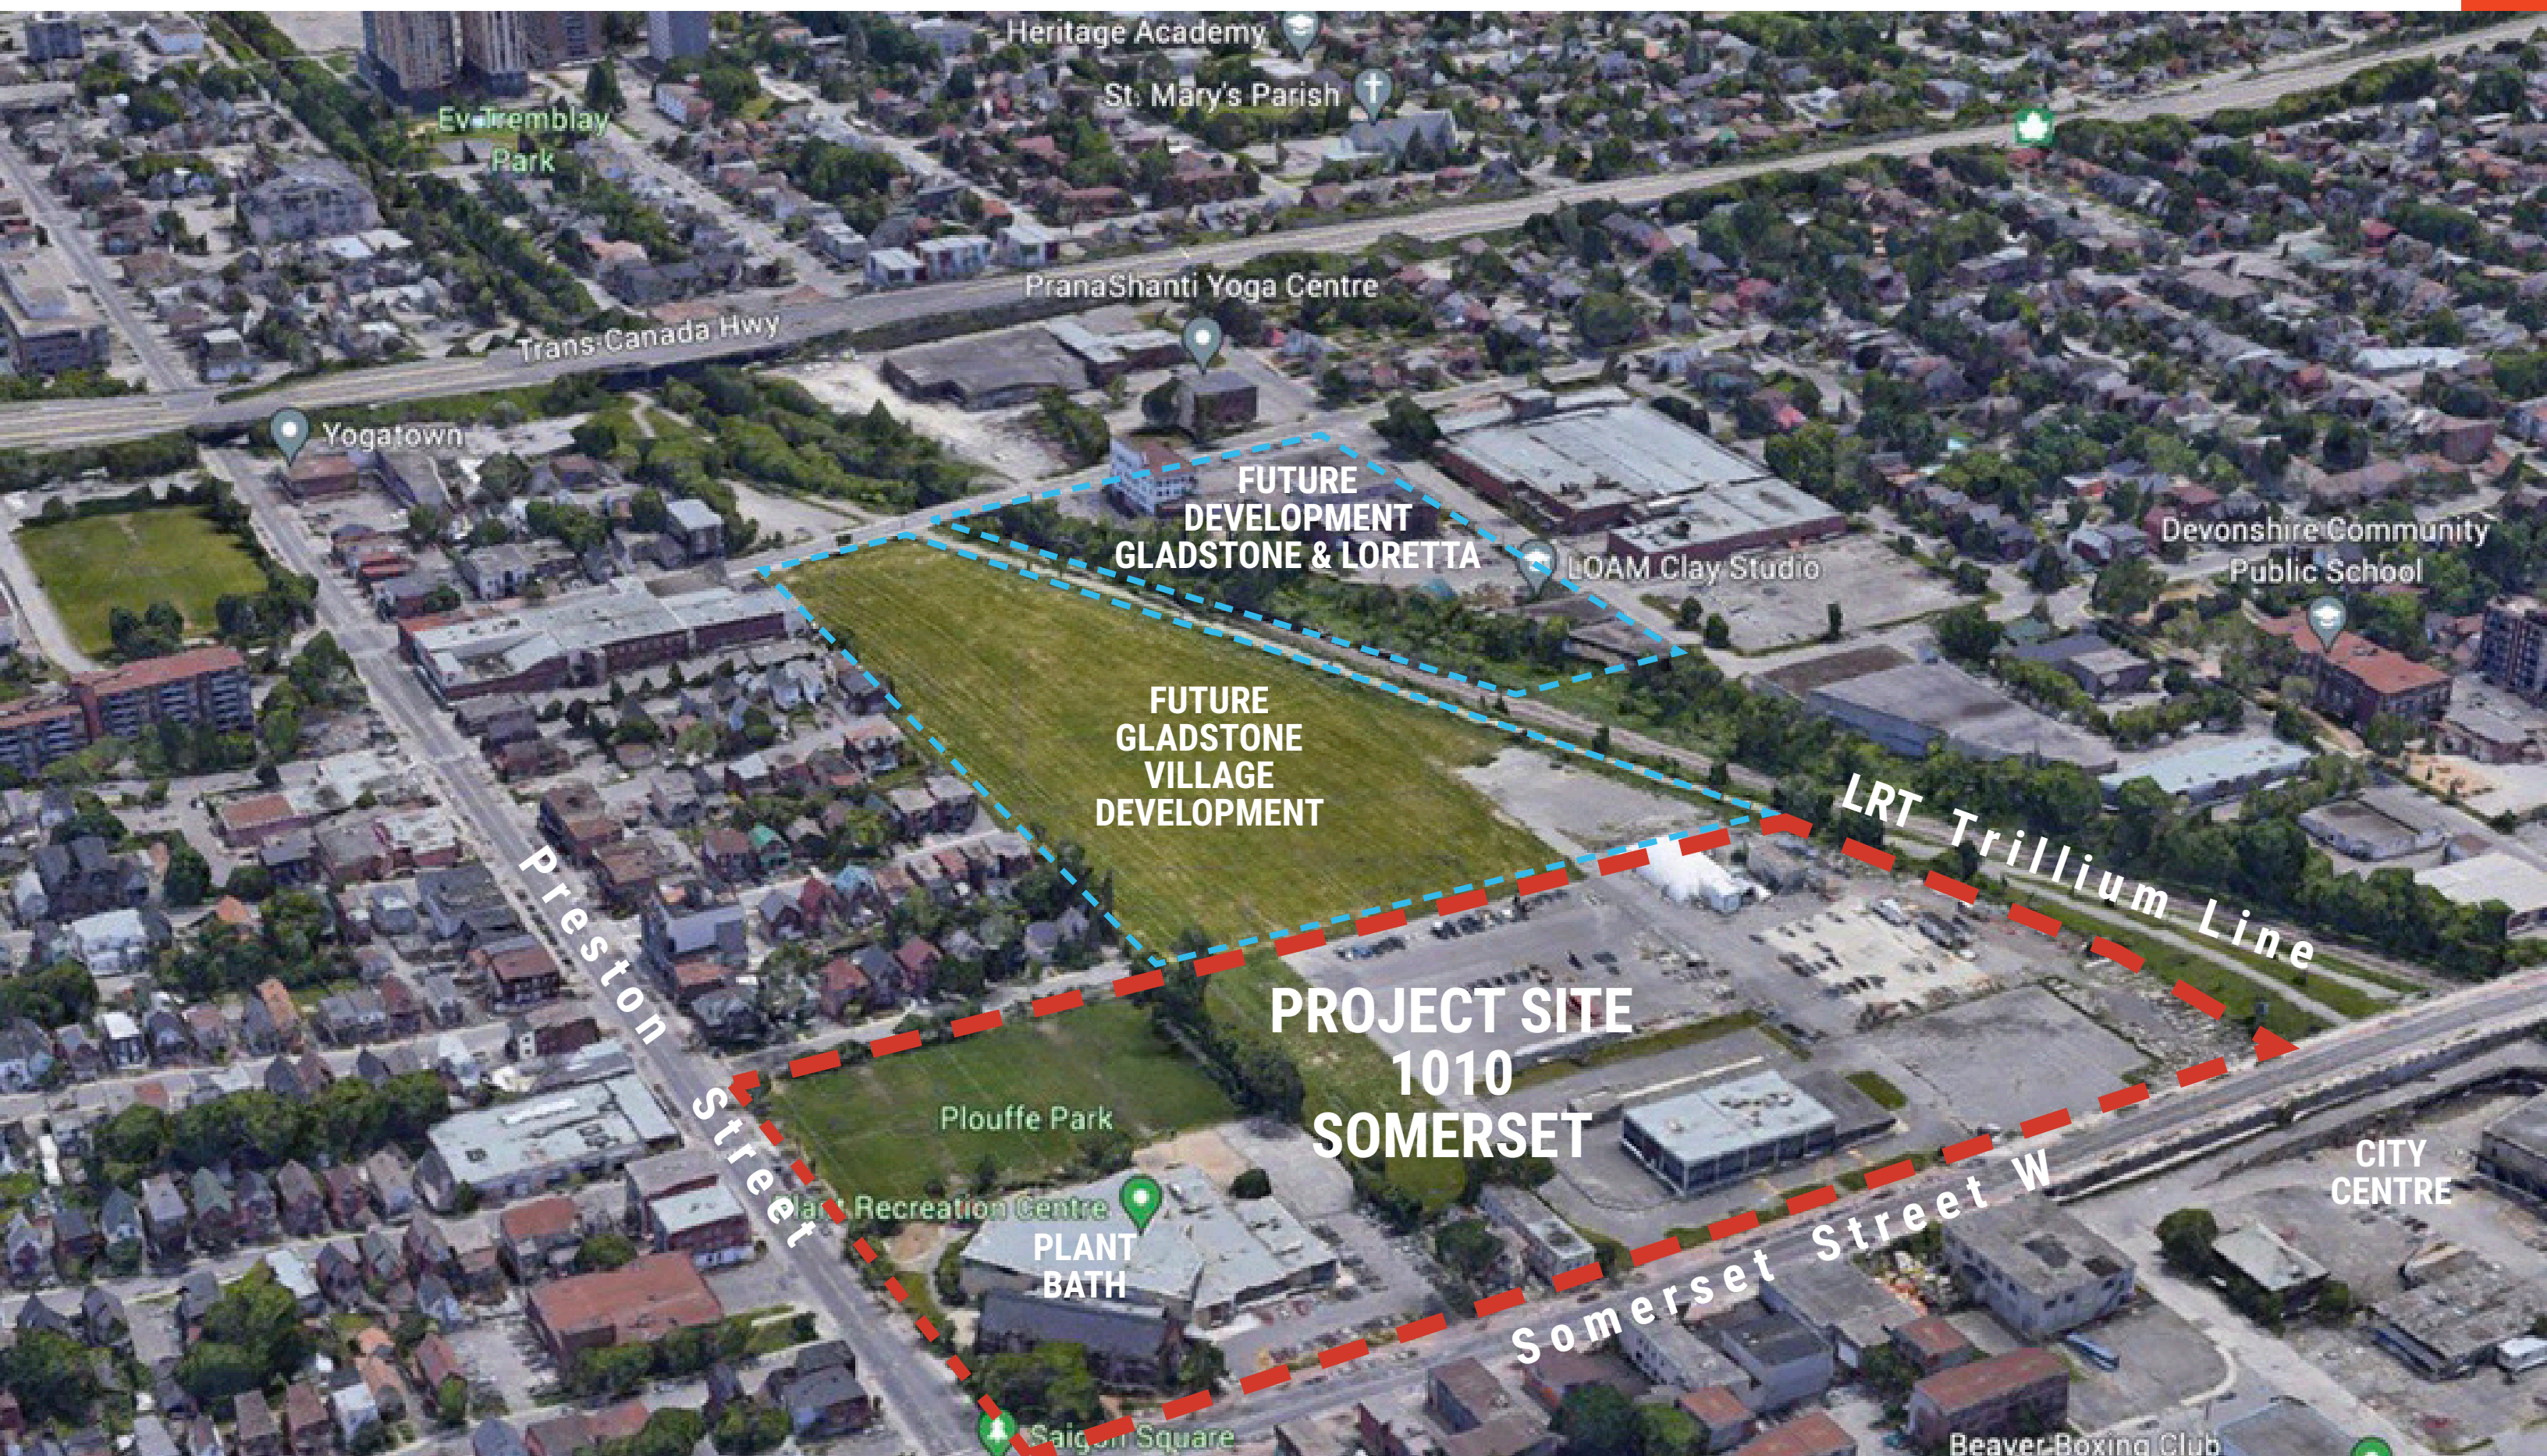 Heritage Academy
St. Mary's Parish
Ev Tremblay
Park
PranaShanti Yoga Centre
Trans-Canada Hwy
Yogatown
FUTURE
DEVELOPMENT
GLADSTONE & LORETTA
LOAM Clay Studio
Devonshire Community
Public School
FUTURE
GLADSTONE
VILLAGE
DEVELOPMENT
LRT Trillium Line
Preston Street
PROJECT SITE
1010
SOMERSET
Plouffe Park
Plant Recreation Centre
PLANT
BATH
CITY
CENTRE
Somerset Street W
Saigon Square
Beaver Boxing Club